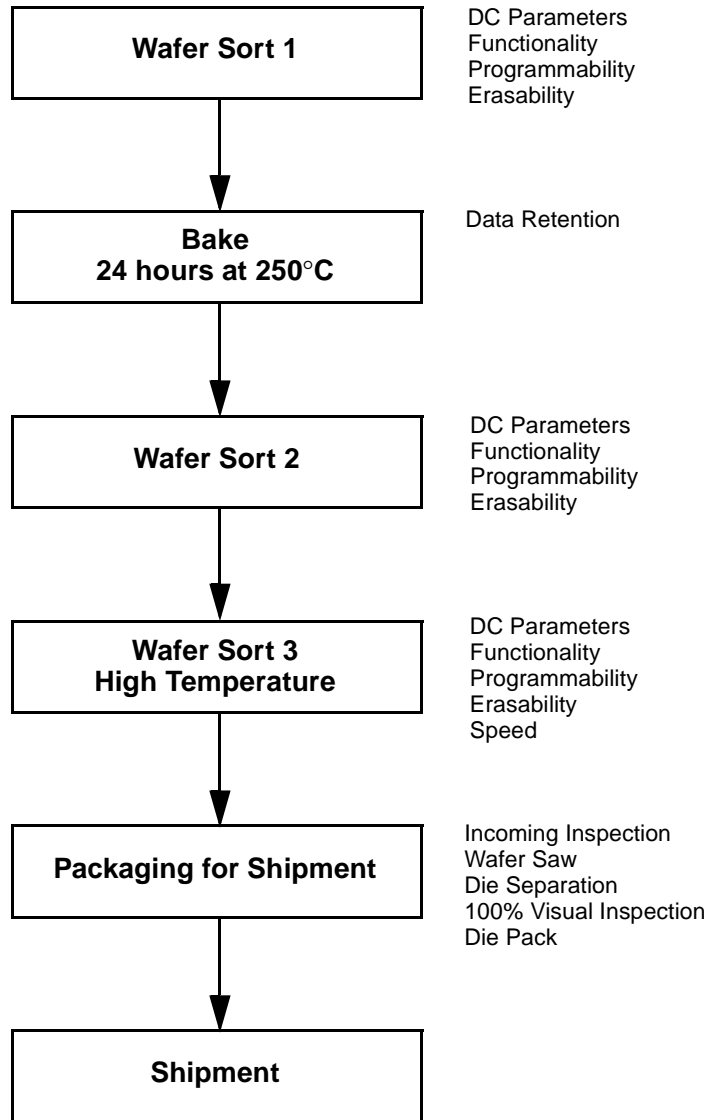 Wafer Sort 1
DC Parameters
Functionality
Programmability
Erasability
Bake
24 hours at 250°C
Data Retention
Wafer Sort 2
DC Parameters
Functionality
Programmability
Erasability
Wafer Sort 3
High Temperature
DC Parameters
Functionality
Programmability
Erasability
Speed
Packaging for Shipment
Incoming Inspection
Wafer Saw
Die Separation
100% Visual Inspection
Die Pack
Shipment